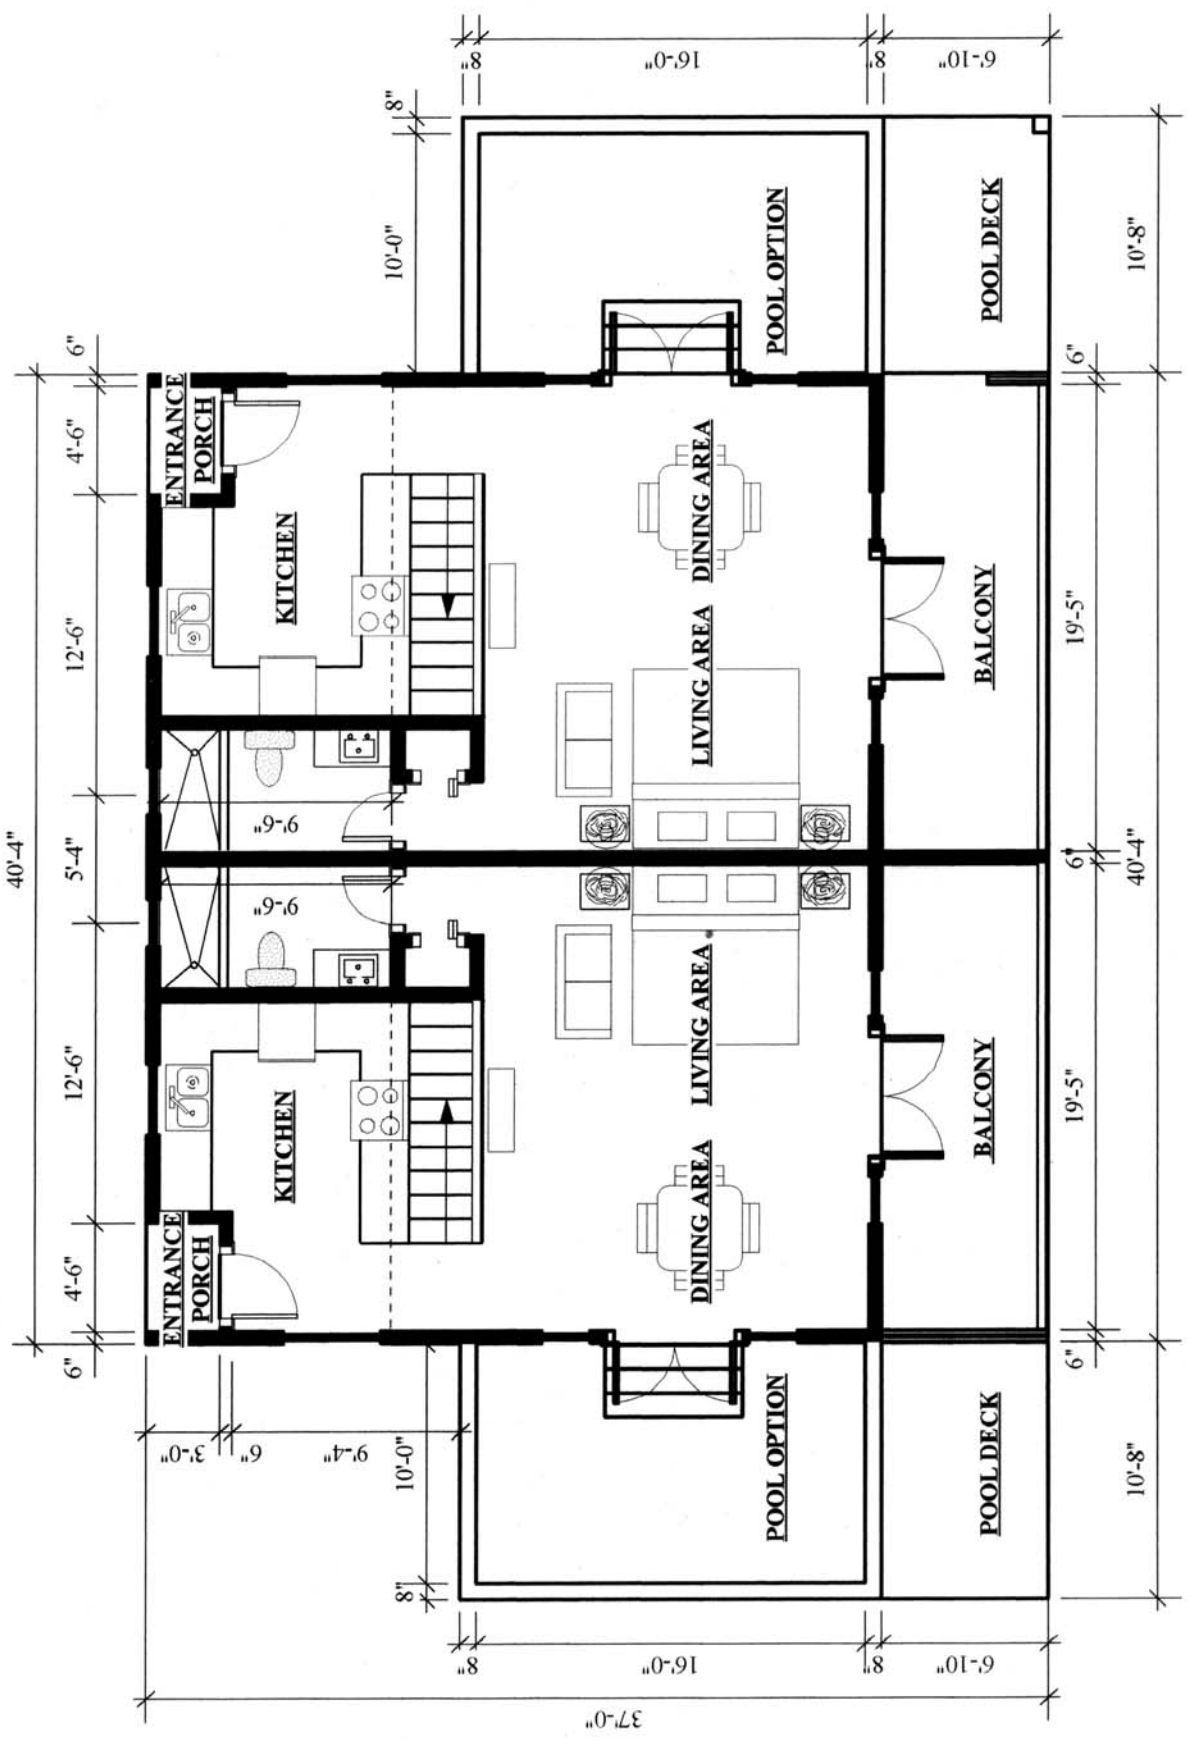 8"
16'-0"
8"
6'-10"
8"
10'-0"
POOL OPTION
POOL DECK
10'-8"
6"
6"
4'-6"
ENTRANCE
PORCH
KITCHEN
12'-6"
DINING AREA
LIVING AREA
BALCONY
19'-5"
9'-6"
40'-4"
5'-4"
6"
40'-4"
9'-6"
KITCHEN
12'-6"
LIVING AREA
DINING AREA
BALCONY
19'-5"
ENTRANCE
PORCH
4'-6"
6"
6"
3'-0"
6"
9'-4"
10'-0"
POOL OPTION
POOL DECK
10'-8"
8"
8"
16'-0"
8"
6'-10"
37'-0"